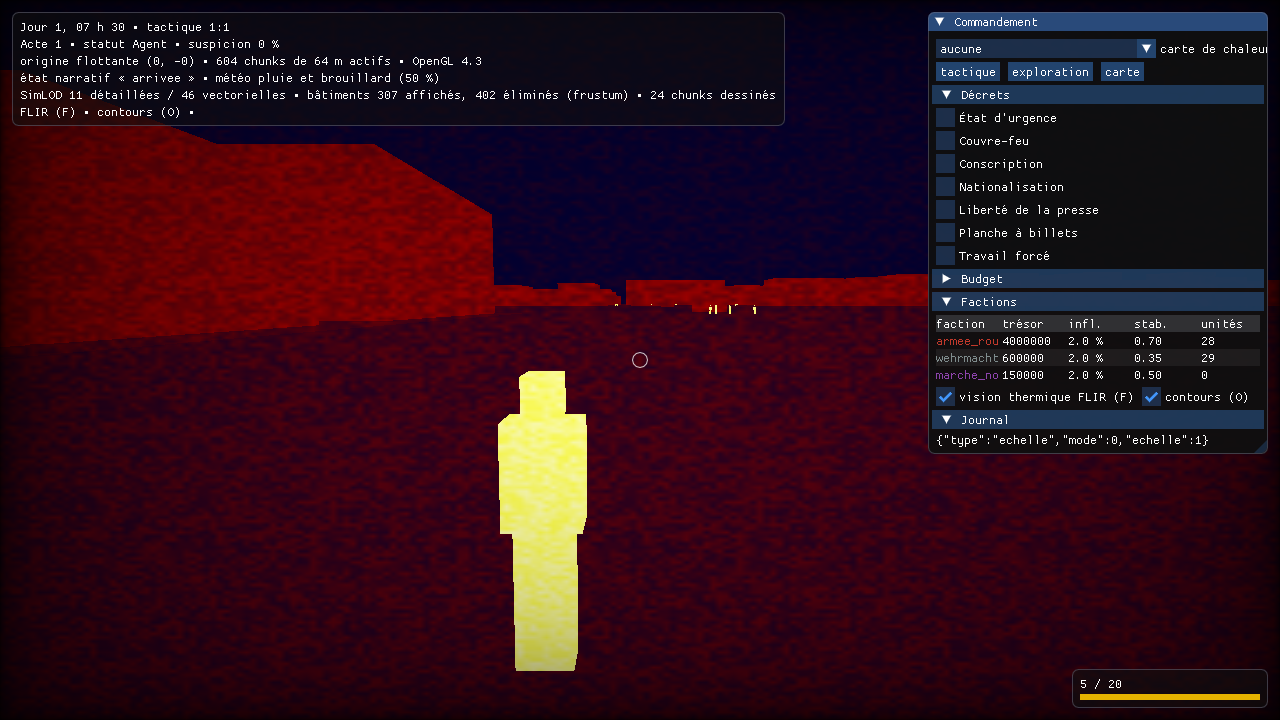 Jour 1, 07 h 30 • tactique 1:1
Acte 1 • statut Agent • suspicion 0 %
origine flottante (0, -0) • 604 chunks de 64 m actifs • OpenGL 4.3
état narratif « arrivee » • météo pluie et brouillard (50 %)
SimLOD 11 détaillées / 46 vectorielles • bâtiments 307 affichés, 402 éliminés (frustum) • 24 chunks dessinés
FLIR (F) • contours (O) •
Commandement
aucune carte de chaleu
tactique exploration carte
Décrets
État d'urgence
Couvre-feu
Conscription
Nationalisation
Liberté de la presse
Planche à billets
Travail forcé
Budget
Factions
faction trésor infl. stab. unités
armee_rou 4000000 2.0 % 0.70 28
wehrmacht 600000 2.0 % 0.35 29
marche_no 150000 2.0 % 0.50 0
vision thermique FLIR (F) contours (O)
Journal
{"type":"echelle","mode":0,"echelle":1}
5 / 20